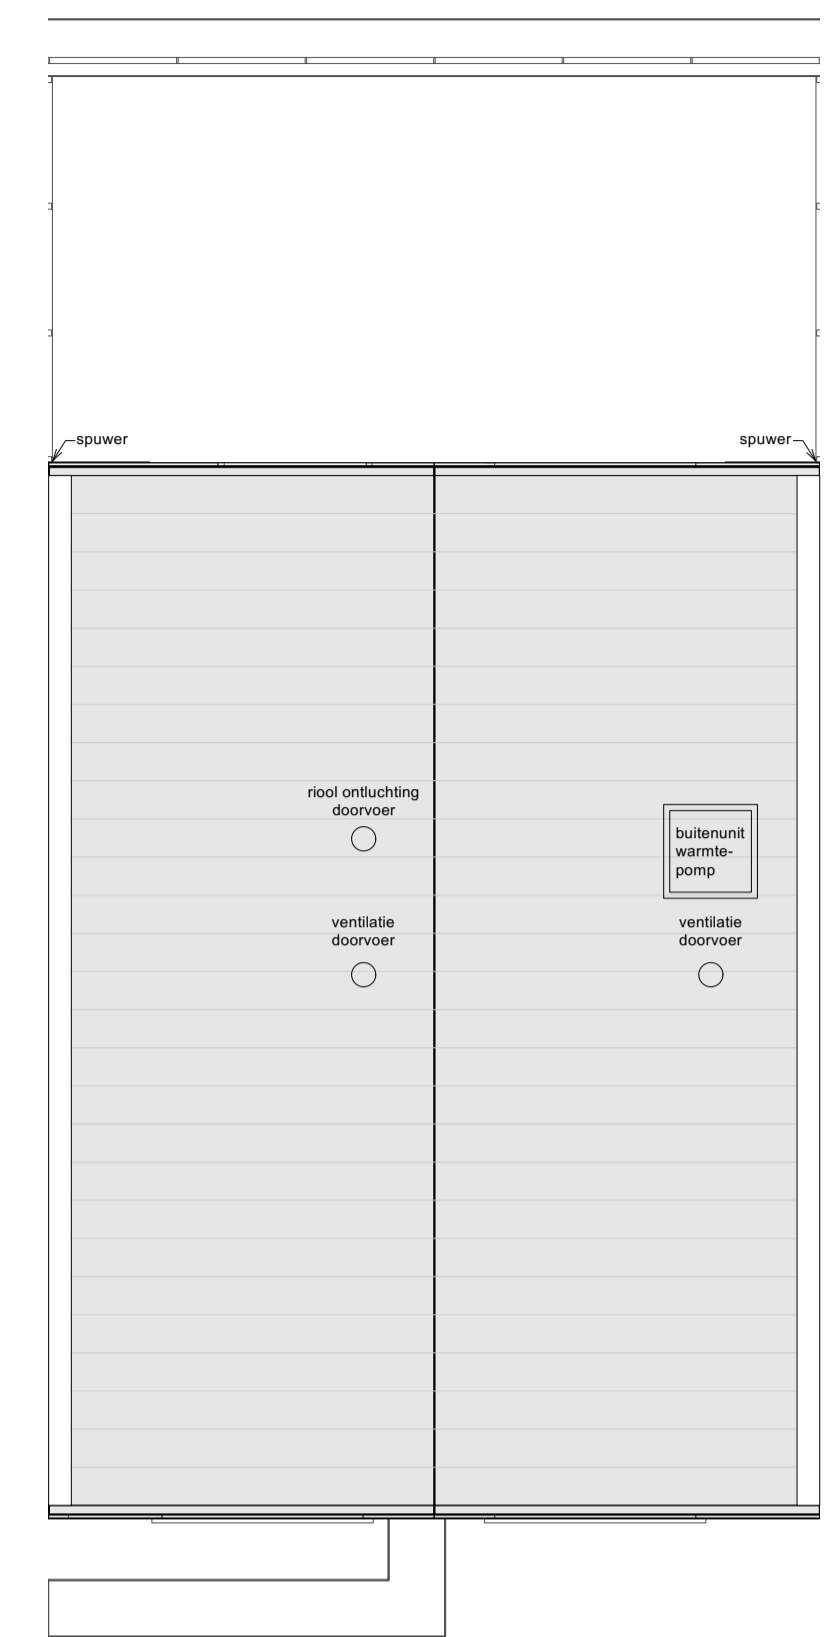 spuwer
spuwer
riool ontluchting
doorvoer
buitenunit
warmte-
pomp
ventilatie
doorvoer
ventilatie
doorvoer